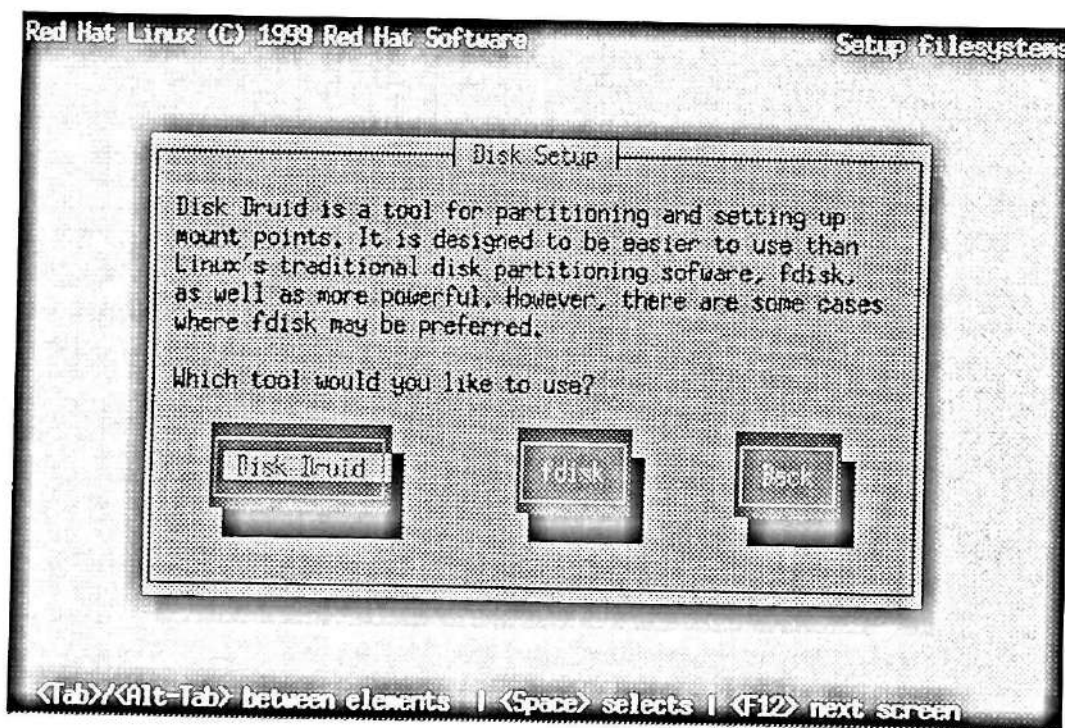 Red Hat Linux (C) 1999 Red Hat Software Setup filesystems
Disk Setup
Disk Druid is a tool for partitioning and setting up
mount points. It is designed to be easier to use than
Linux's traditional disk partitioning sofware, fdisk,
as well as more powerful. However, there are some cases
where fdisk may be preferred.
Which tool would you like to use?
Disk Druid fdisk Back
<Tab>/<Alt-Tab> between elements | <Space> selects | <F12> next screen